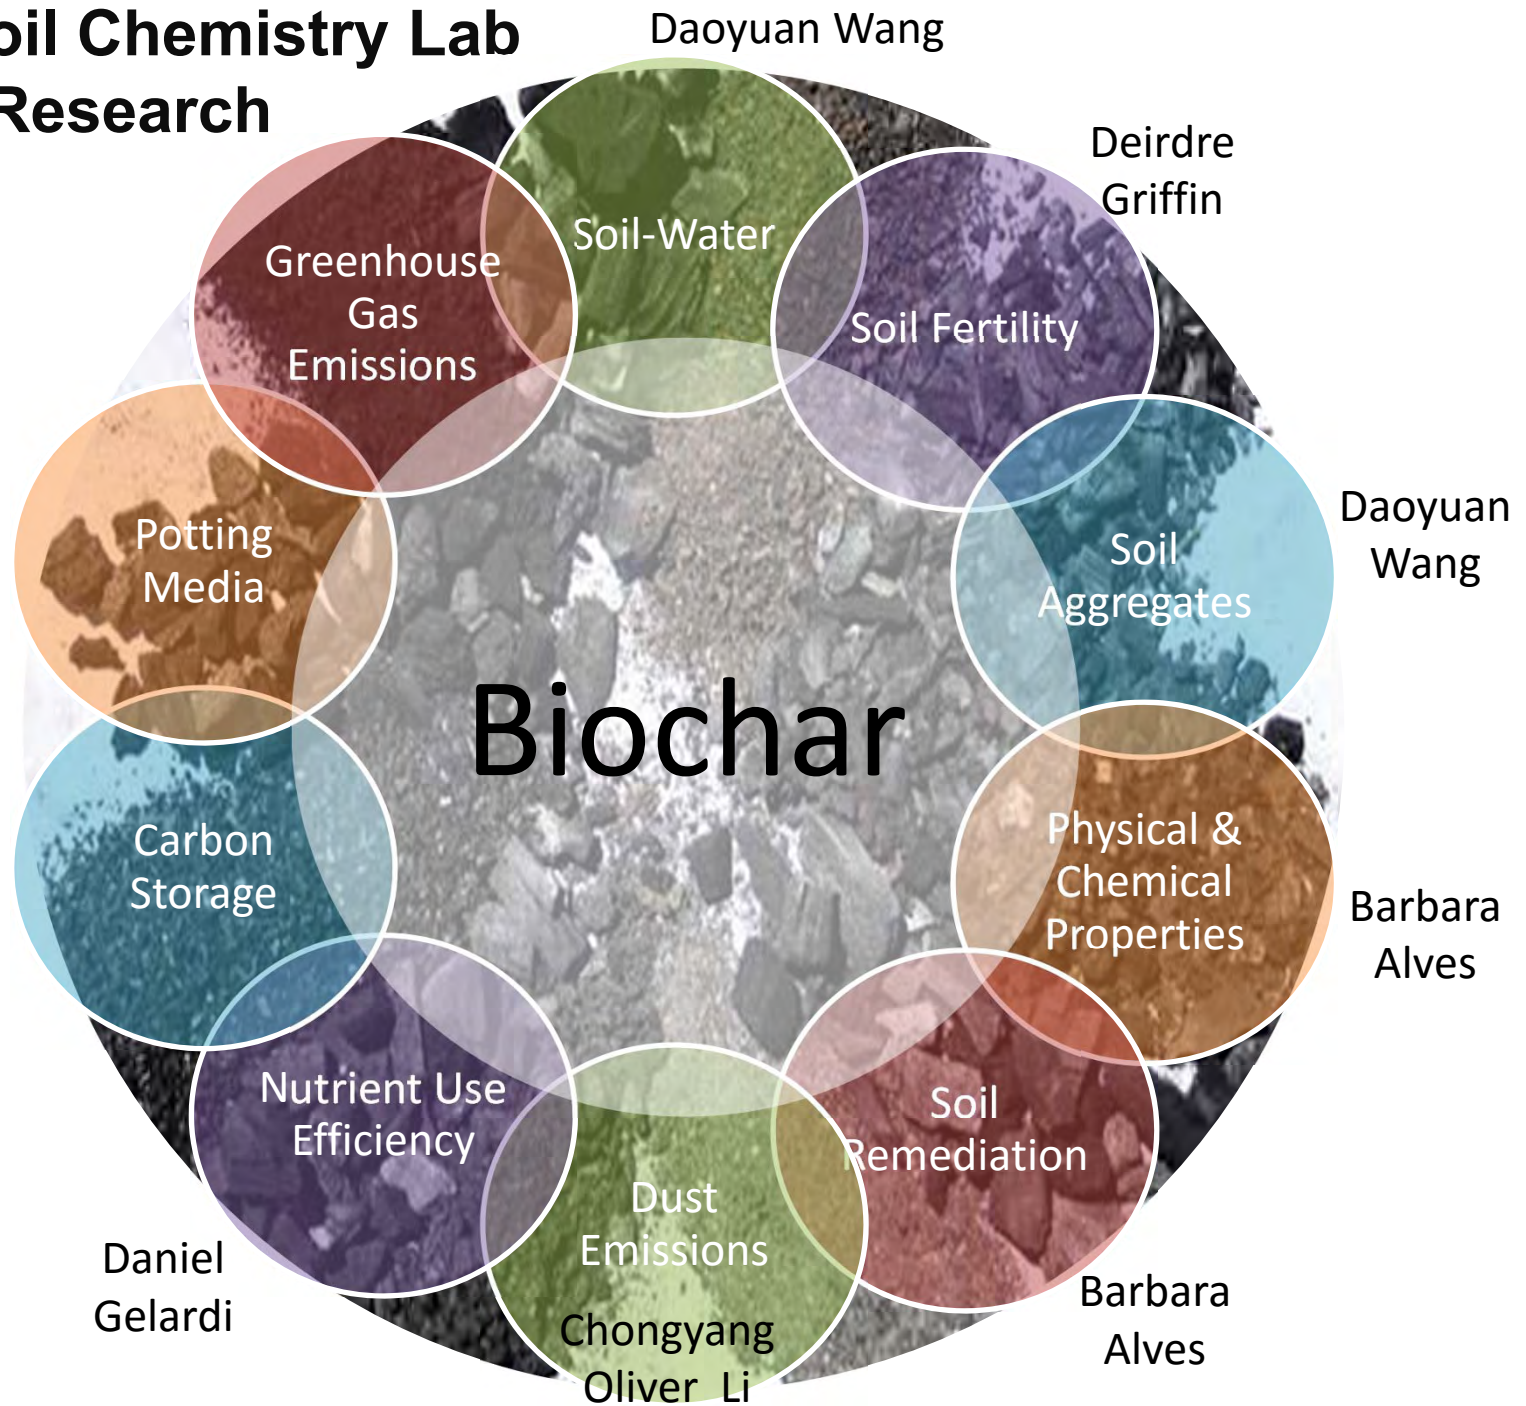 oil Chemistry Lab
Research
Daoyuan Wang
Deirdre
Griffin
Soil-Water
Greenhouse
Gas
Emissions
Soil Fertility
Daoyuan
Wang
Potting
Media
Soil
Aggregates
Biochar
Carbon
Storage
Physical &
Chemical
Properties
Barbara
Alves
Nutrient Use
Efficiency
Soil
Remediation
Dust
Emissions
Daniel
Gelardi
Chongyang
Oliver Li
Barbara
Alves